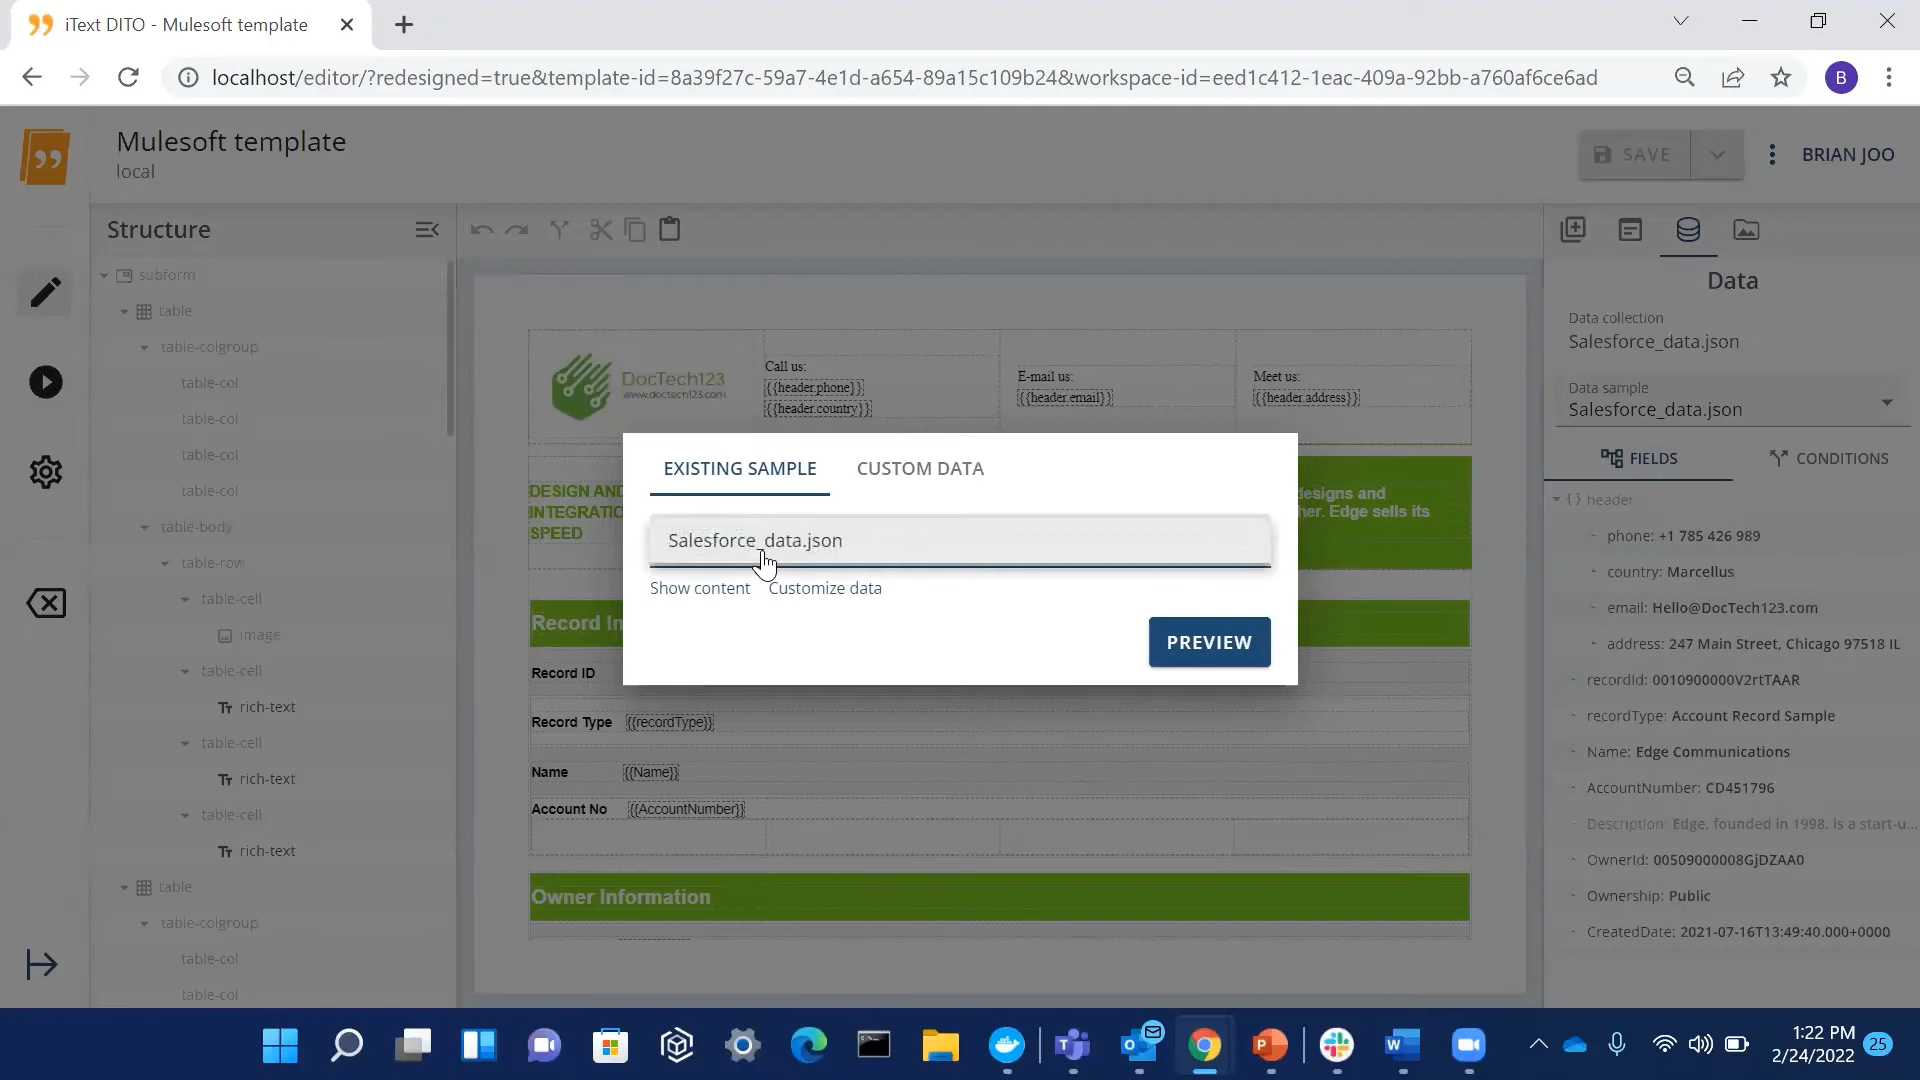 iText DITO - Mulesoft template
localhost/editor/?redesigned=true&template-id=8a39f27c-59a7-4e1d-a654-89a15c109b24&workspace-id=eed1c412-1eac-409a-92bb-a760af6ce6ad
B
Mulesoft template
local
SAVE
BRIAN JOO
Structure
subform
table
table-colgroup
table-col
table-col
table-col
table-col
table-body
table-row
table-cell
image
table-cell
rich-text
table-cell
rich-text
table-cell
rich-text
table
table-colgroup
table-col
table-col
DocTech123
www.doctech123.com
Call us:
{{header.phone}}
{{header.country}}
E-mail us:
{{header.email}}
Meet us:
{{header.address}}
DESIGN AND
INTEGRATIO
SPEED
designs and
her. Edge sells its
EXISTING SAMPLE
CUSTOM DATA
Salesforce_data.json
Show content
Customize data
PREVIEW
Record In
Record ID
Record Type {{recordType}}
Name {{Name}}
Account No {{AccountNumber}}
Owner Information
Data
Data collection
Salesforce_data.json
Data sample
Salesforce_data.json
FIELDS
CONDITIONS
{ } header
phone: +1 785 426 989
country: Marcellus
email: Hello@DocTech123.com
address: 247 Main Street, Chicago 97518 IL
recordId: 0010900000V2rtTAAR
recordType: Account Record Sample
Name: Edge Communications
AccountNumber: CD451796
Description: Edge, founded in 1998. is a start-u...
OwnerId: 00509000008GjDZAA0
Ownership: Public
CreatedDate: 2021-07-16T13:49:40.000+0000
1:22 PM
2/24/2022
25